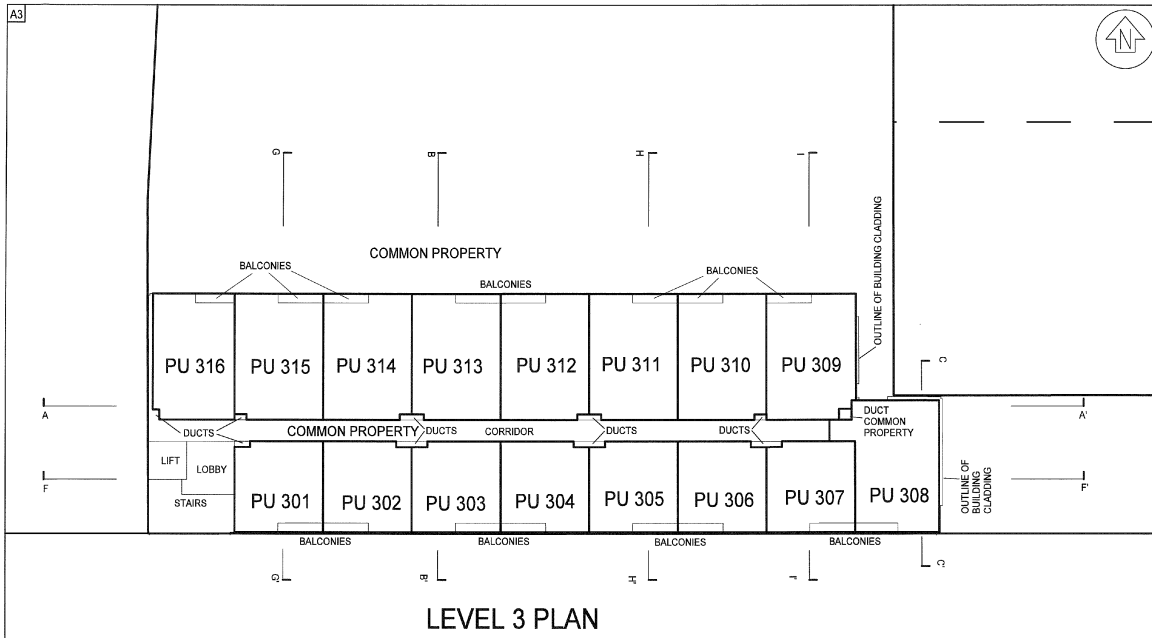 A3
N
G
B
H
I
COMMON PROPERTY
BALCONIES
BALCONIES
BALCONIES
OUTLINE OF BUILDING CLADDING
C
PU 316
PU 315
PU 314
PU 313
PU 312
PU 311
PU 310
PU 309
A
A'
DUCTS
COMMON PROPERTY
DUCTS
CORRIDOR
DUCTS
DUCTS
DUCT
COMMON
PROPERTY
LIFT
LOBBY
STAIRS
F
F'
PU 301
PU 302
PU 303
PU 304
PU 305
PU 306
PU 307
PU 308
OUTLINE OF
BUILDING
CLADDING
BALCONIES
BALCONIES
BALCONIES
BALCONIES
G'
B'
H'
I'
C'
LEVEL 3 PLAN